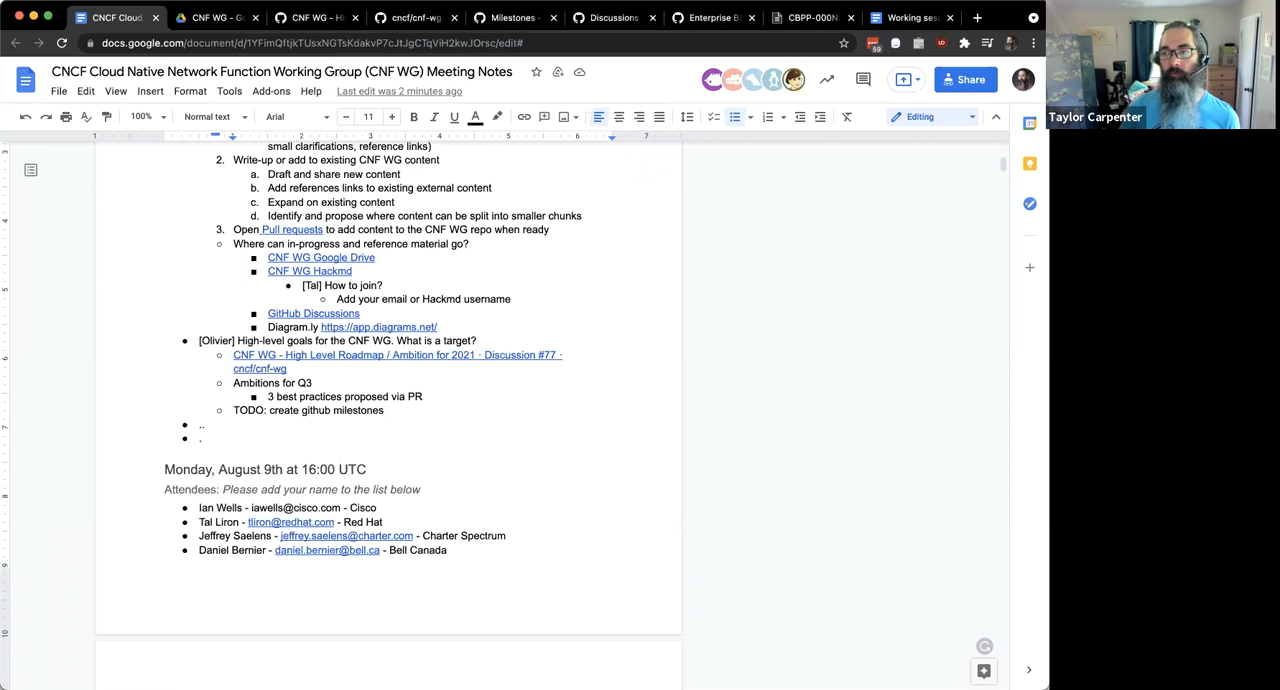 CNCF Cloud
CNF WG - G
CNF WG - Hi
cncf/cnf-wg
Milestones -
Discussions
Enterprise B
CBPP-000N
Working ses
docs.google.com/document/d/1YFimQftjkTUsxNGTsKdakvP7cJtJgCTqViH2kwJOrsc/edit#
59
CNCF Cloud Native Network Function Working Group (CNF WG) Meeting Notes
File Edit View Insert Format Tools Add-ons Help Last edit was 2 minutes ago
Share
Taylor Carpenter
100% Normal text Arial 11 B I U A Editing
1 1 2 3 4 5 6 7
small clarifications, reference links)
2. Write-up or add to existing CNF WG content
a. Draft and share new content
b. Add references links to existing external content
c. Expand on existing content
d. Identify and propose where content can be split into smaller chunks
3. Open Pull requests to add content to the CNF WG repo when ready
○ Where can in-progress and reference material go?
■ CNF WG Google Drive
■ CNF WG Hackmd
● [Tal] How to join?
○ Add your email or Hackmd username
■ GitHub Discussions
■ Diagram.ly https://app.diagrams.net/
● [Olivier] High-level goals for the CNF WG. What is a target?
○ CNF WG - High Level Roadmap / Ambition for 2021 · Discussion #77 ·
cncf/cnf-wg
○ Ambitions for Q3
■ 3 best practices proposed via PR
○ TODO: create github milestones
● ..
● .
Monday, August 9th at 16:00 UTC
Attendees: Please add your name to the list below
● Ian Wells - iawells@cisco.com - Cisco
● Tal Liron - tliron@redhat.com - Red Hat
● Jeffrey Saelens - jeffrey.saelens@charter.com - Charter Spectrum
● Daniel Bernier - daniel.bernier@bell.ca - Bell Canada